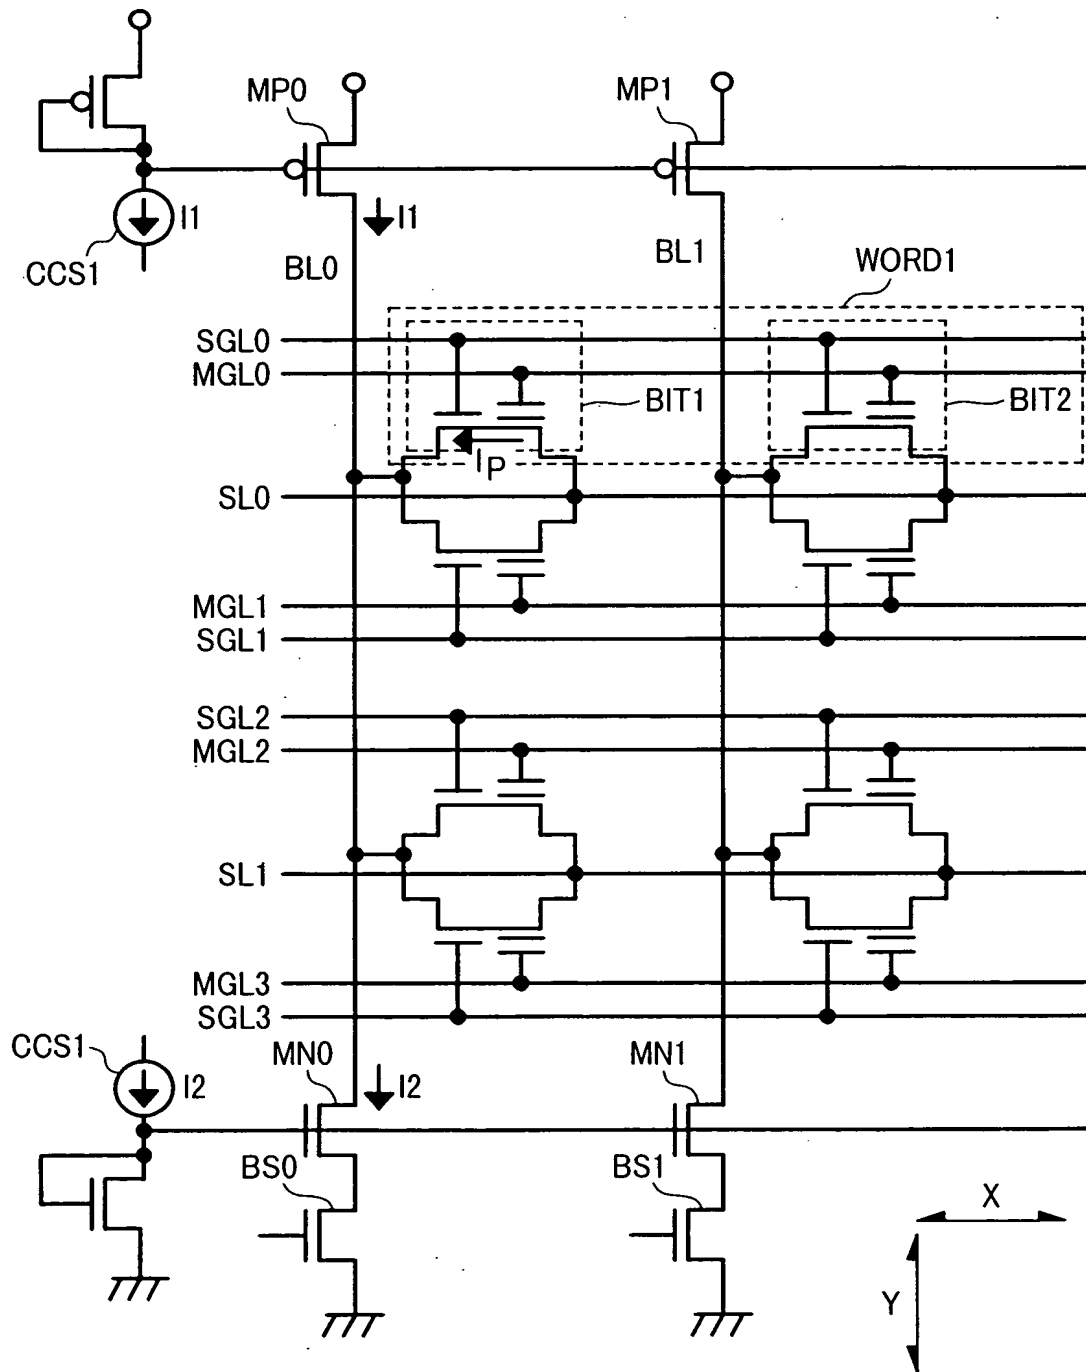 MP0
MP1
I1
I1
CCS1
BL0
BL1
WORD1
SGL0
MGL0
BIT1
BIT2
IP
SL0
MGL1
SGL1
SGL2
MGL2
SL1
MGL3
SGL3
CCS1
MN0
MN1
I2
I2
BS0
BS1
X
Y